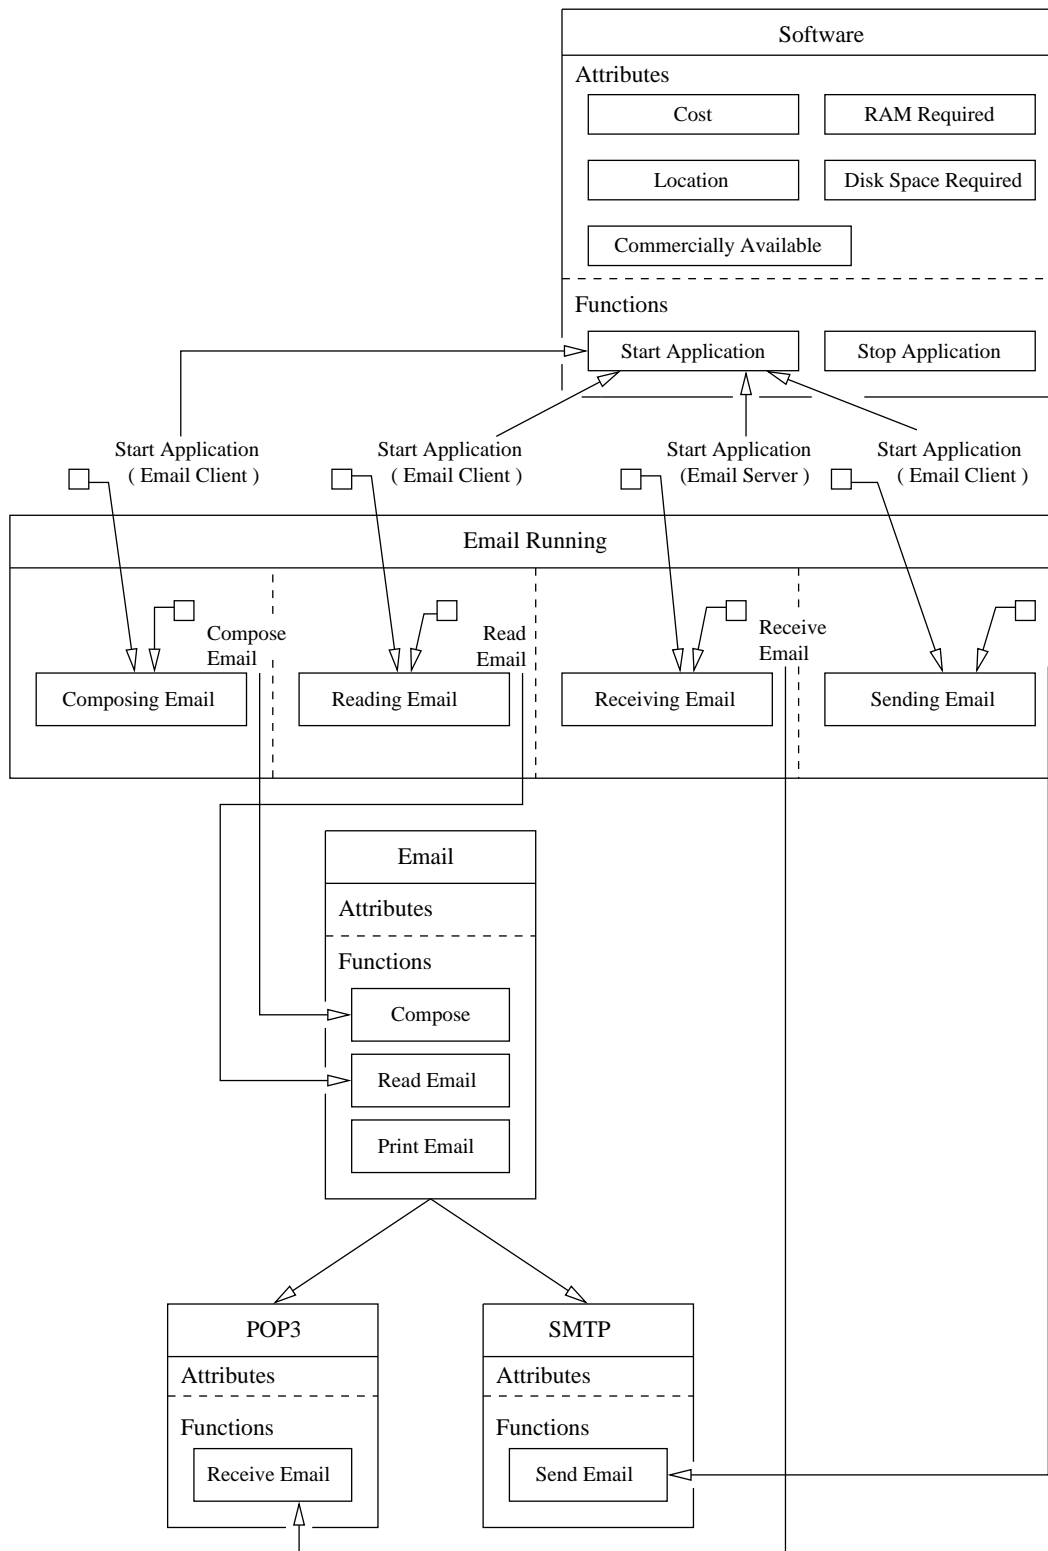 Software
Attributes
Cost
RAM Required
Location
Disk Space Required
Commercially Available
Functions
Start Application
Stop Application
Start Application
( Email Client )
Start Application
( Email Client )
Start Application
(Email Server )
Start Application
( Email Client )
Email Running
Compose
Email
Read
Email
Receive
Email
Composing Email
Reading Email
Receiving Email
Sending Email
Email
Attributes
Functions
Compose
Read Email
Print Email
POP3
Attributes
Functions
Receive Email
SMTP
Attributes
Functions
Send Email